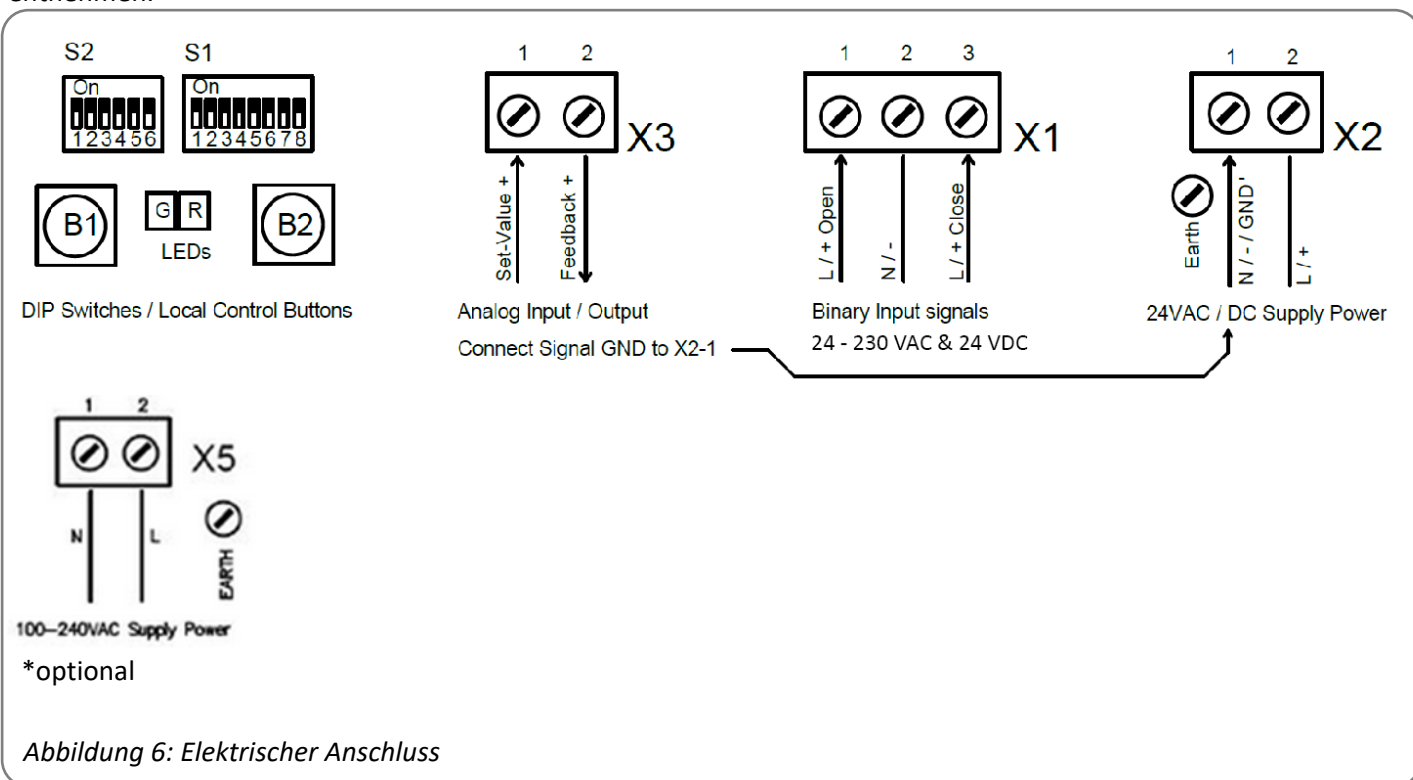 S2 S1
On On
123456 12345678
B1 G R B2
LEDs
DIP Switches / Local Control Buttons
1 2
X3
Set-Value +
Feedback +
Analog Input / Output
Connect Signal GND to X2-1
1 2 3
X1
L / + Open
N / -
L / + Close
Binary Input signals
24 - 230 VAC & 24 VDC
1 2
X2
Earth
N / - / GND'
L / +
24VAC / DC Supply Power
1 2
X5
N L
EARTH
100–240VAC Supply Power
*optional
Abbildung 6: Elektrischer Anschluss